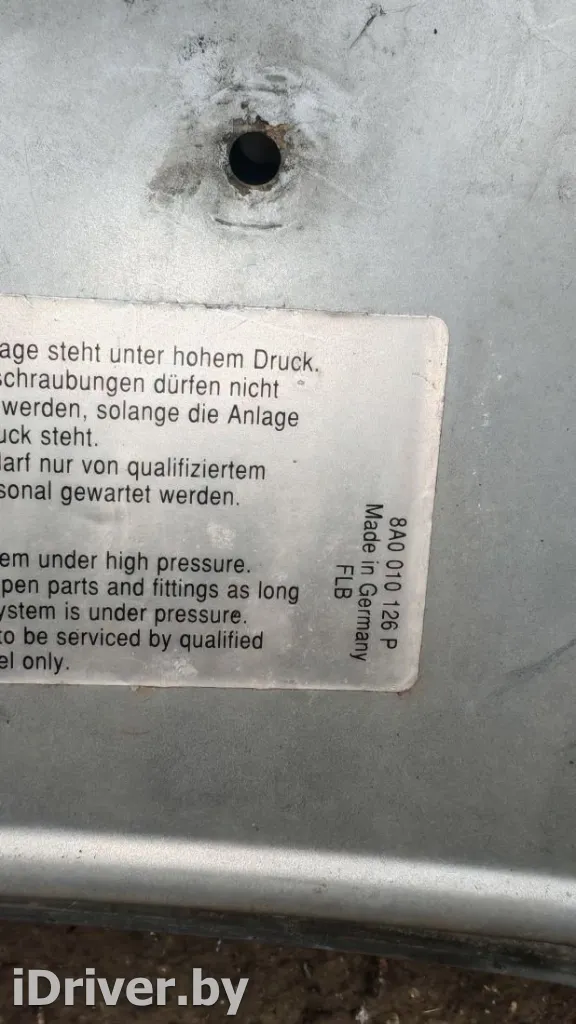 age steht unter hohem Druck.
schraubungen dürfen nicht
werden, solange die Anlage
uck steht.
darf nur von qualifiziertem
sonal gewartet werden.
em under high pressure.
pen parts and fittings as long
ystem is under pressure.
to be serviced by qualified
el only.
8A0 010 126 P
Made in Germany
FLB
iDriver.by